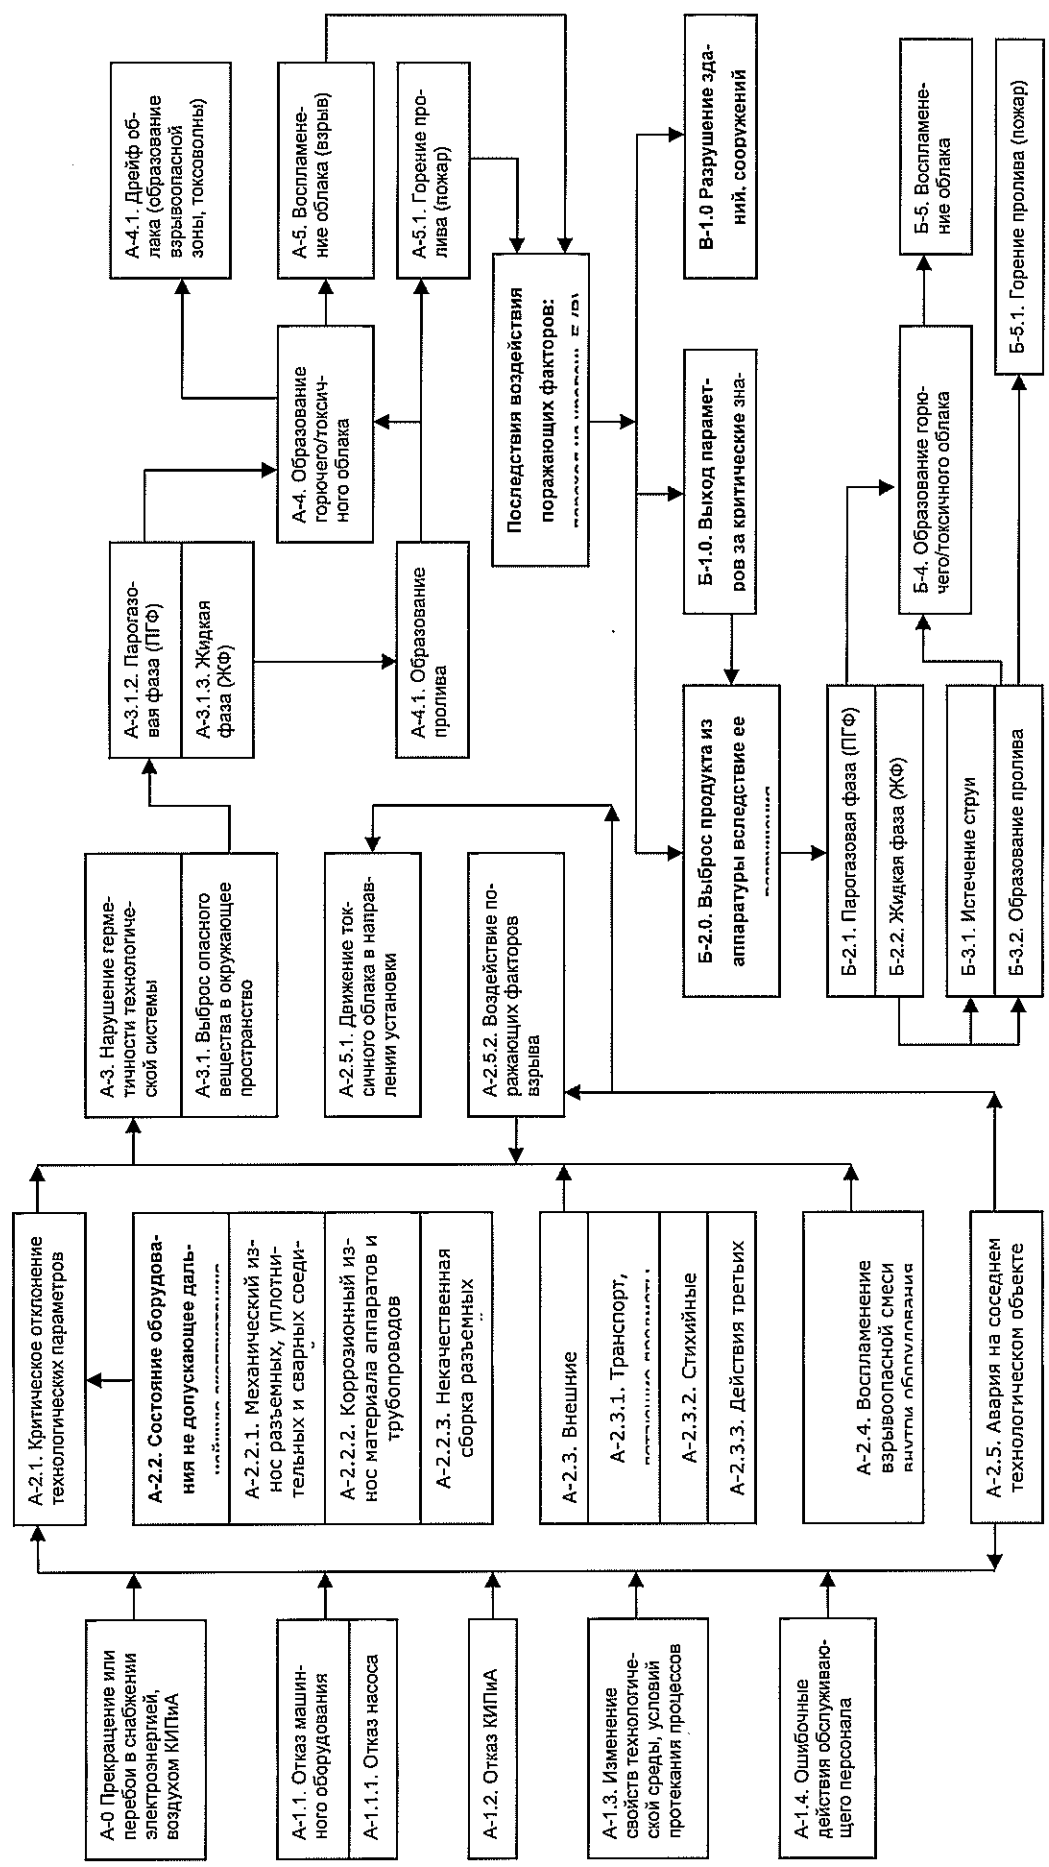 А-0 Прекращение или
перебои в снабжении
электроэнергией,
воздухом КИПиА
А-1.1. Отказ машин-
ного оборудования
А-1.1.1. Отказ насоса
А-1.2. Отказ КИПиА
А-1.3. Изменение
свойств технологиче-
ской среды, условий
протекания процессов
А-1.4. Ошибочные
действия обслуживаю-
щего персонала
А-2.1. Критическое отклонение
технологических параметров
А-2.2. Состояние оборудова-
ния не допускающее даль-
А-2.2.1. Механический из-
нос разъемных, уплотни-
тельных и сварных соеди-
А-2.2.2. Коррозионный из-
нос материала аппаратов и
трубопроводов
А-2.2.3. Некачественная
сборка разъемных
А-2.3. Внешние
А-2.3.1. Транспорт,
А-2.3.2. Стихийные
А-2.3.3. Действия третьих
А-2.4. Воспламенение
взрывоопасной смеси
внутри оборудования
А-2.5. Авария на соседнем
технологическом объекте
А-3. Нарушение герме-
тичности технологиче-
ской системы
А-3.1. Выброс опасного
вещества в окружающее
пространство
А-2.5.1. Движение ток-
сичного облака в направ-
лении установки
А-2.5.2. Воздействие по-
ражающих факторов
взрыва
А-3.1.2. Парогазо-
вая фаза (ПГФ)
А-3.1.3. Жидкая
фаза (ЖФ)
А-4.1. Образование
пролива
А-4. Образование
горючего/токсич-
ного облака
А-4.1. Дрейф об-
лака (образование
взрывоопасной
зоны, токсоволны)
А-5. Воспламене-
ние облака (взрыв)
А-5.1. Горение про-
лива (пожар)
Последствия воздействия
поражающих факторов:
Б-2.0. Выброс продукта из
аппаратуры вследствие ее
разрушения
Б-1.0. Выход парамет-
ров за критические зна-
В-1.0 Разрушение зда-
ний, сооружений
Б-2.1. Парогазовая фаза (ПГФ)
Б-2.2. Жидкая фаза (ЖФ)
Б-3.1. Истечение струи
Б-3.2. Образование пролива
Б-4. Образование горю-
чего/токсичного облака
Б-5. Воспламене-
ние облака
Б-5.1. Горение пролива (пожар)